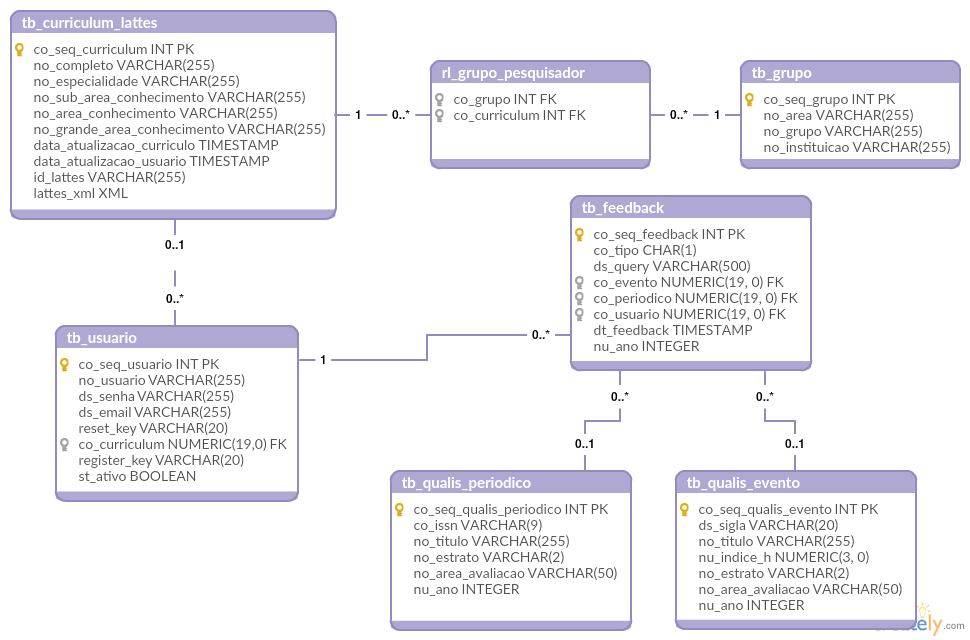 tb_curriculum_lattes
co_seq_curriculum INT PK
no_completo VARCHAR(255)
no_especialidade VARCHAR(255)
no_sub_area_conhecimento VARCHAR(255)
no_area_conhecimento VARCHAR(255)
no_grande_area_conhecimento VARCHAR(255)
data_atualizacao_curriculo TIMESTAMP
data_atualizacao_usuario TIMESTAMP
id_lattes VARCHAR(255)
lattes_xml XML
1
0..*
rl_grupo_pesquisador
co_grupo INT FK
co_curriculum INT FK
0..*
1
tb_grupo
co_seq_grupo INT PK
no_area VARCHAR(255)
no_grupo VARCHAR(255)
no_instituicao VARCHAR(255)
0..1
0..*
tb_feedback
co_seq_feedback INT PK
co_tipo CHAR(1)
ds_query VARCHAR(500)
co_evento NUMERIC(19, 0) FK
co_periodico NUMERIC(19, 0) FK
co_usuario NUMERIC(19, 0) FK
dt_feedback TIMESTAMP
nu_ano INTEGER
tb_usuario
co_seq_usuario INT PK
no_usuario VARCHAR(255)
ds_senha VARCHAR(255)
ds_email VARCHAR(255)
reset_key VARCHAR(20)
co_curriculum NUMERIC(19,0) FK
register_key VARCHAR(20)
st_ativo BOOLEAN
1
0..*
0..*
0..1
0..*
0..1
tb_qualis_periodico
co_seq_qualis_periodico INT PK
co_issn VARCHAR(9)
no_titulo VARCHAR(255)
no_estrato VARCHAR(2)
no_area_avaliacao VARCHAR(50)
nu_ano INTEGER
tb_qualis_evento
co_seq_qualis_evento INT PK
ds_sigla VARCHAR(20)
no_titulo VARCHAR(255)
nu_indice_h NUMERIC(3, 0)
no_estrato VARCHAR(2)
no_area_avaliacao VARCHAR(50)
nu_ano INTEGER
.com